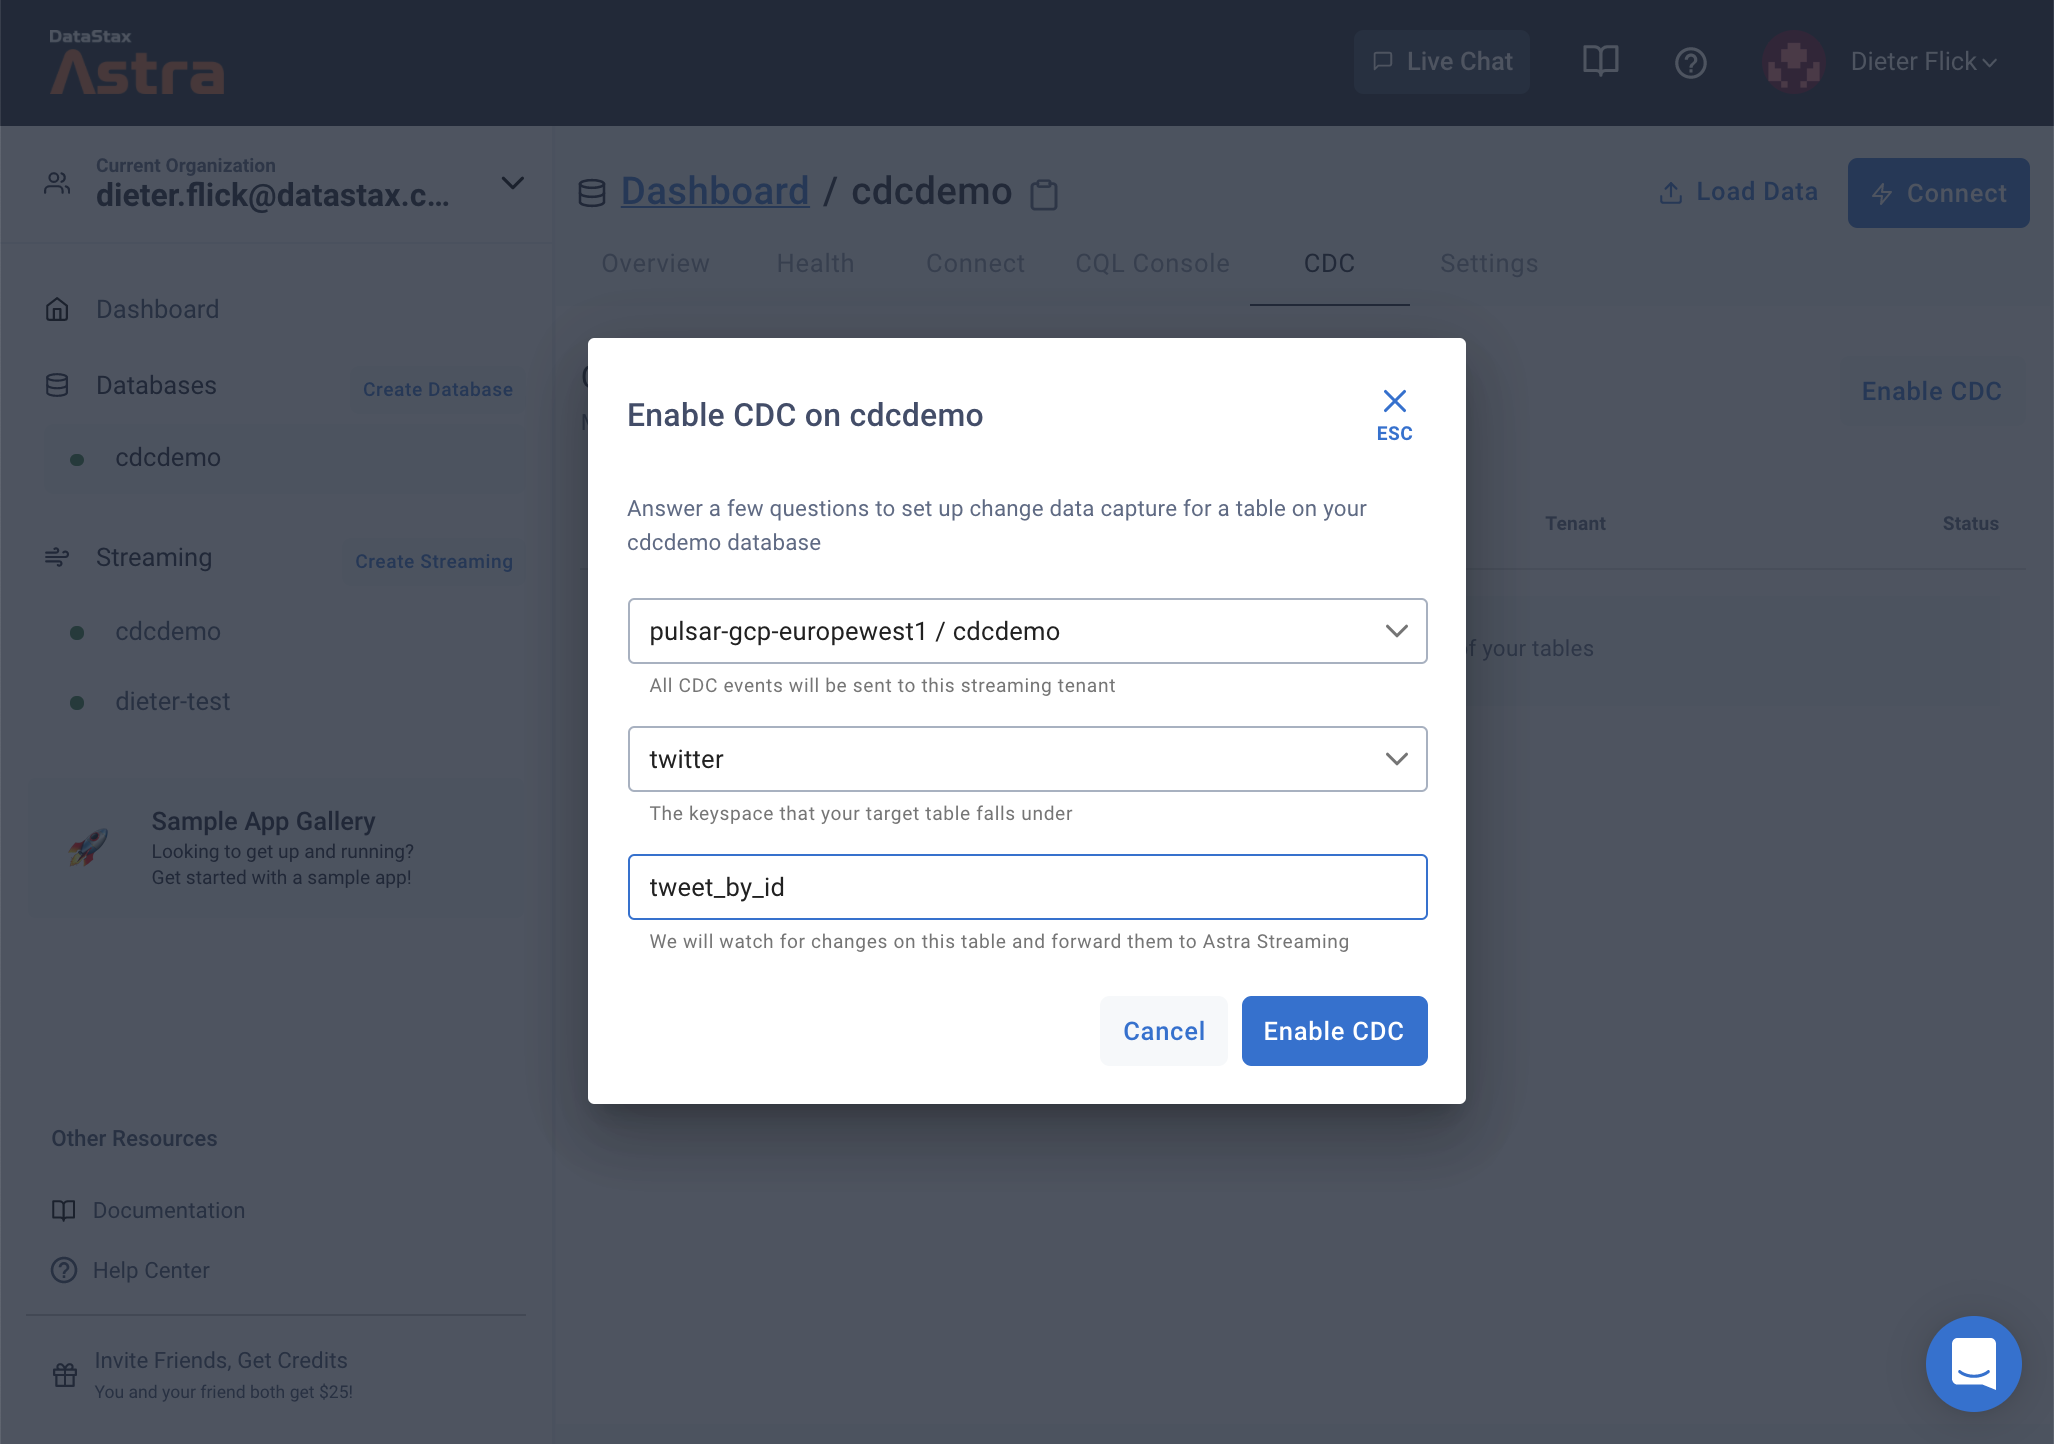 DataStax
Astra
Live Chat
Dieter Flick
Current Organization
dieter.flick@datastax.c...
Dashboard
Databases
Create Database
cdcdemo
Streaming
Create Streaming
cdcdemo
dieter-test
Sample App Gallery
Looking to get up and running?
Get started with a sample app!
Other Resources
Documentation
Help Center
Invite Friends, Get Credits
You and your friend both get $25!
Dashboard / cdcdemo
Load Data
Connect
Overview
Health
Connect
CQL Console
CDC
Settings
Enable CDC
Tenant
Status
your tables
Enable CDC on cdcdemo
ESC
Answer a few questions to set up change data capture for a table on your
cdcdemo database
pulsar-gcp-europewest1 / cdcdemo
All CDC events will be sent to this streaming tenant
twitter
The keyspace that your target table falls under
tweet_by_id
We will watch for changes on this table and forward them to Astra Streaming
Cancel
Enable CDC